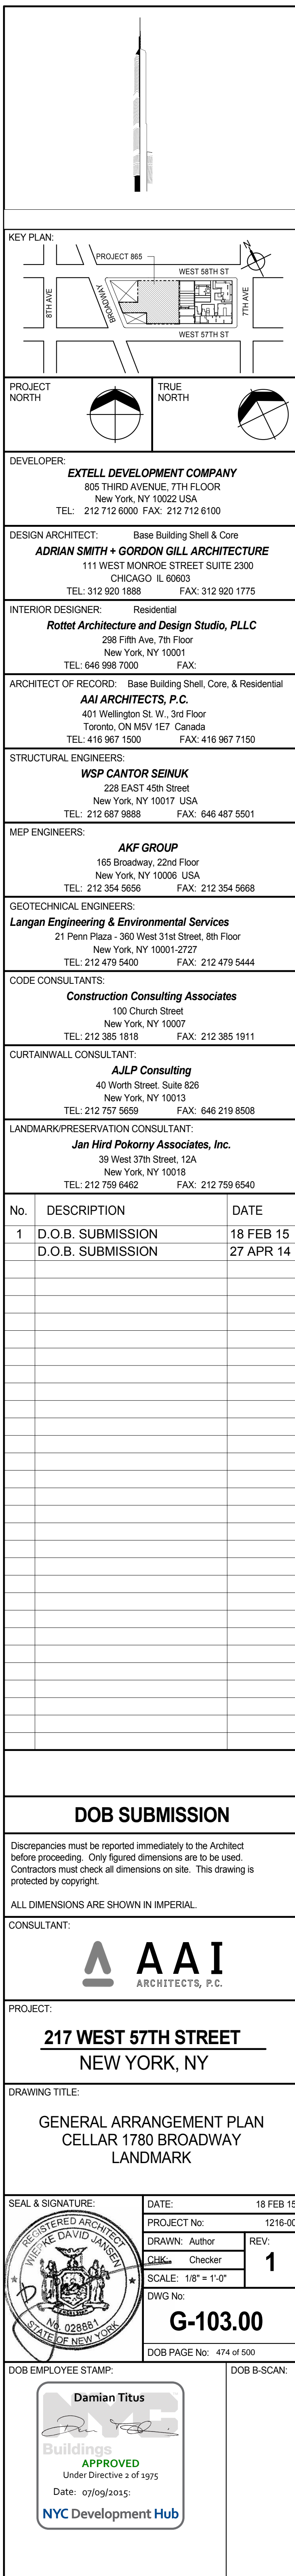 KEY PLAN:
N
PROJECT 865
WEST 58TH ST
8TH AVE
BROADWAY
7TH AVE
WEST 57TH ST
PROJECT
NORTH
TRUE
NORTH
DEVELOPER:
EXTELL DEVELOPMENT COMPANY
805 THIRD AVENUE, 7TH FLOOR
New York, NY 10022 USA
TEL: 212 712 6000 FAX: 212 712 6100
DESIGN ARCHITECT: Base Building Shell & Core
ADRIAN SMITH + GORDON GILL ARCHITECTURE
111 WEST MONROE STREET SUITE 2300
CHICAGO IL 60603
TEL: 312 920 1888 FAX: 312 920 1775
INTERIOR DESIGNER: Residential
Rottet Architecture and Design Studio, PLLC
298 Fifth Ave, 7th Floor
New York, NY 10001
TEL: 646 998 7000 FAX:
ARCHITECT OF RECORD: Base Building Shell, Core, & Residential
AAI ARCHITECTS, P.C.
401 Wellington St. W., 3rd Floor
Toronto, ON M5V 1E7 Canada
TEL: 416 967 1500 FAX: 416 967 7150
STRUCTURAL ENGINEERS:
WSP CANTOR SEINUK
228 EAST 45th Street
New York, NY 10017 USA
TEL: 212 687 9888 FAX: 646 487 5501
MEP ENGINEERS:
AKF GROUP
165 Broadway, 22nd Floor
New York, NY 10006 USA
TEL: 212 354 5656 FAX: 212 354 5668
GEOTECHNICAL ENGINEERS:
Langan Engineering & Environmental Services
21 Penn Plaza - 360 West 31st Street, 8th Floor
New York, NY 10001-2727
TEL: 212 479 5400 FAX: 212 479 5444
CODE CONSULTANTS:
Construction Consulting Associates
100 Church Street
New York, NY 10007
TEL: 212 385 1818 FAX: 212 385 1911
CURTAINWALL CONSULTANT:
AJLP Consulting
40 Worth Street. Suite 826
New York, NY 10013
TEL: 212 757 5659 FAX: 646 219 8508
LANDMARK/PRESERVATION CONSULTANT:
Jan Hird Pokorny Associates, Inc.
39 West 37th Street, 12A
New York, NY 10018
TEL: 212 759 6462 FAX: 212 759 6540
No. DESCRIPTION DATE
1 D.O.B. SUBMISSION 18 FEB 15
D.O.B. SUBMISSION 27 APR 14
DOB SUBMISSION
Discrepancies must be reported immediately to the Architect
before proceeding. Only figured dimensions are to be used.
Contractors must check all dimensions on site. This drawing is
protected by copyright.
ALL DIMENSIONS ARE SHOWN IN IMPERIAL.
CONSULTANT:
AAI
ARCHITECTS, P.C.
PROJECT:
217 WEST 57TH STREET
NEW YORK, NY
DRAWING TITLE:
GENERAL ARRANGEMENT PLAN
CELLAR 1780 BROADWAY
LANDMARK
SEAL & SIGNATURE:
REGISTERED ARCHITECT
DAVID JANSEN
No. 028881
STATE OF NEW YORK
DATE: 18 FEB 15
PROJECT No: 1216-00
DRAWN: Author
REV:
CHK: Checker
1
SCALE: 1/8" = 1'-0"
DWG No:
G-103.00
DOB PAGE No: 474 of 500
DOB EMPLOYEE STAMP:
DOB B-SCAN:
NYC
Damian Titus
Buildings
APPROVED
Under Directive 2 of 1975
Date: 07/09/2015:
NYC Development Hub